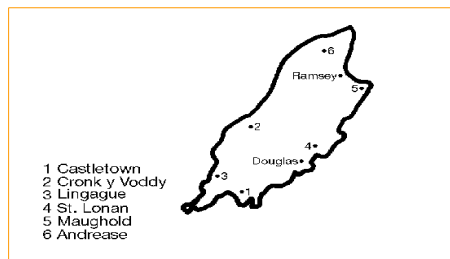 6
Ramsey
5
2
4
Douglas
3
1
1 Castletown
2 Cronk y Voddy
3 Lingague
4 St. Lonan
5 Maughold
6 Andrease